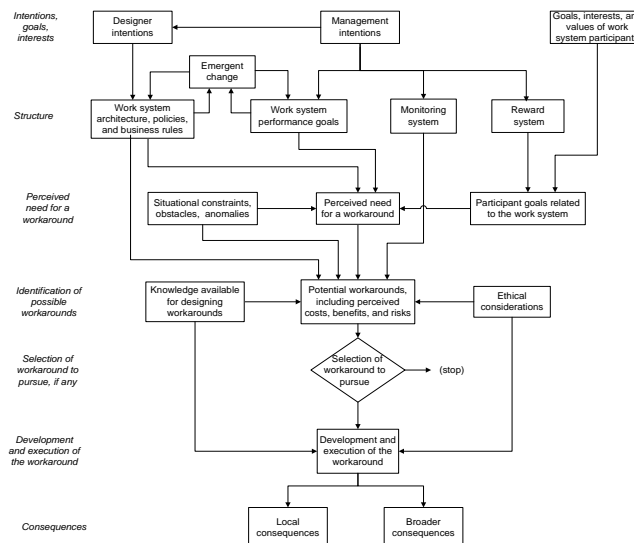 Intentions,
goals,
interests
Designer
intentions
Management
intentions
Goals, interests, an
values of work
system participant
Emergent
change
Structure
Work system
architecture, policies,
and business rules
Work system
performance goals
Monitoring
system
Reward
system
Perceived
need for a
workaround
Situational constraints,
obstacles, anomalies
Perceived need
for a workaround
Participant goals related
to the work system
Identification of
possible
workarounds
Knowledge available
for designing
workarounds
Potential workarounds,
including perceived
costs, benefits, and risks
Ethical
considerations
Selection of
workaround to
pursue, if any
Selection of
workaround to
pursue
(stop)
Development
and execution of
the workaround
Development and
execution of the
workaround
Consequences
Local
consequences
Broader
consequences